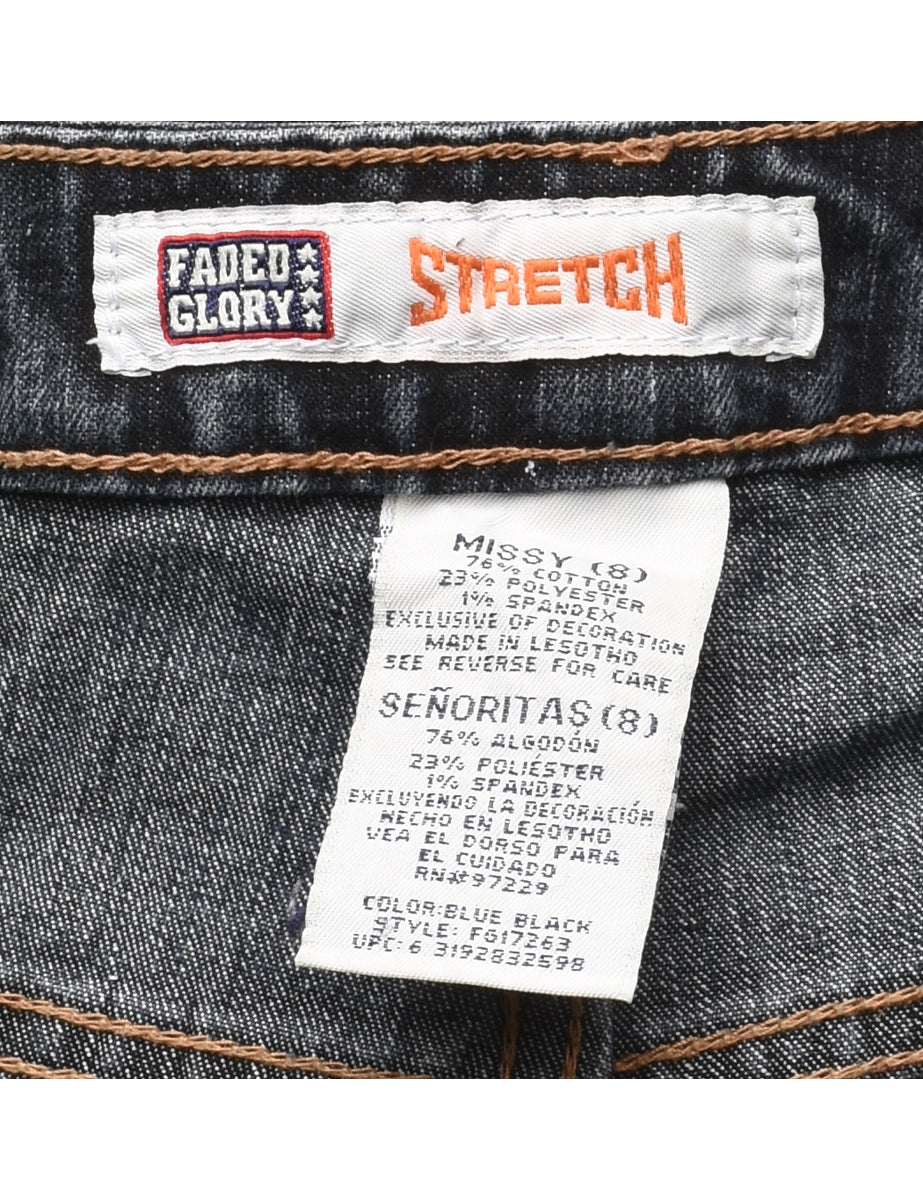 FADED
GLORY
STRETCH
MISSY (8)
76% COTTON
23% POLYESTER
1% SPANDEX
EXCLUSIVE OF DECORATION
MADE IN LESOTHO
SEE REVERSE FOR CARE
SEÑORITAS (8)
76% ALGODÓN
23% POLIÉSTER
1% SPANDEX
EXCLUYENDO LA DECORACIÓN
HECHO EN LESOTHO
VEA EL DORSO PARA
EL CUIDADO
RN#97229
COLOR:BLUE BLACK
STYLE: FG17263
UPC: 6 3192832598